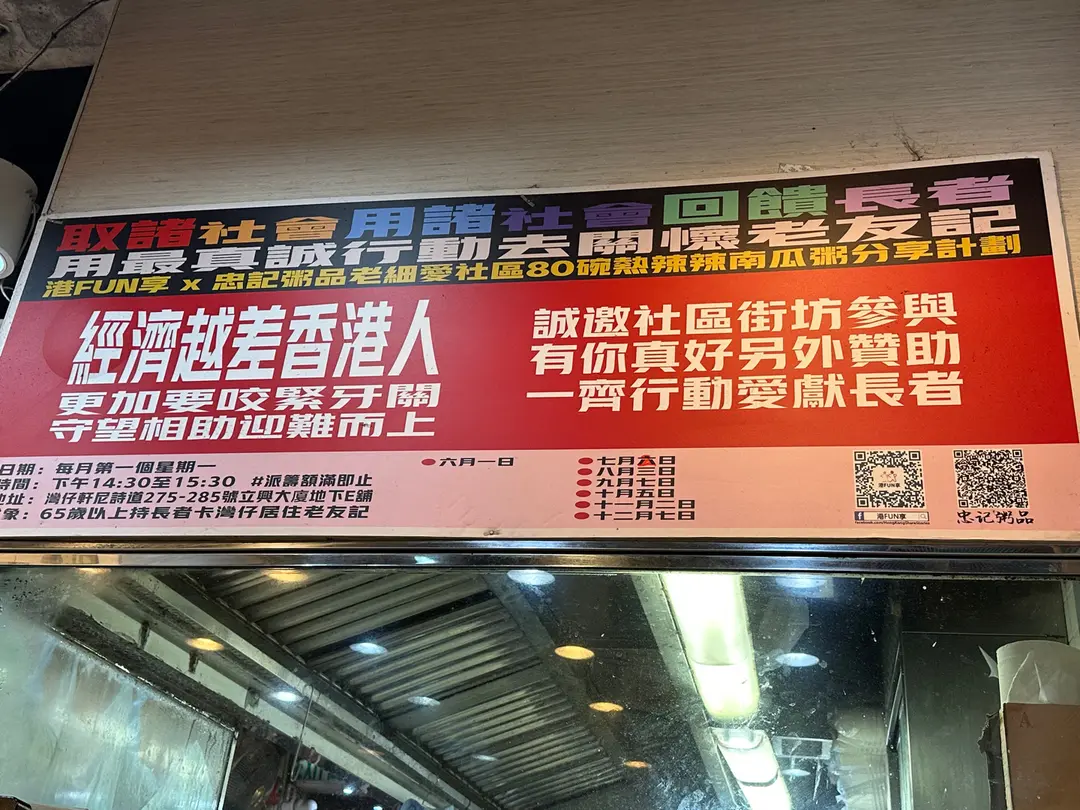 取諸社會用諸社會回饋長者
用最真誠行動去關懷老友記
港FUN享 x 忠記粥品老細愛社區80碗熱辣辣南瓜粥分享計劃
經濟越差香港人
更加要咬緊牙關
守望相助迎難而上
誠邀社區街坊參與
有你真好另外贊助
一齊行動愛獻長者
日期：每月第一個星期一
時間：下午14:30至15:30 #派籌額滿即止
地址：灣仔軒尼詩道275-285號立興大廈地下E舖
象：65歲以上持長者卡灣仔居住老友記
六月一日
七月六日
八月三日
九月七日
十月五日
十一月二日
十二月七日
港FUN享
忠記粥品